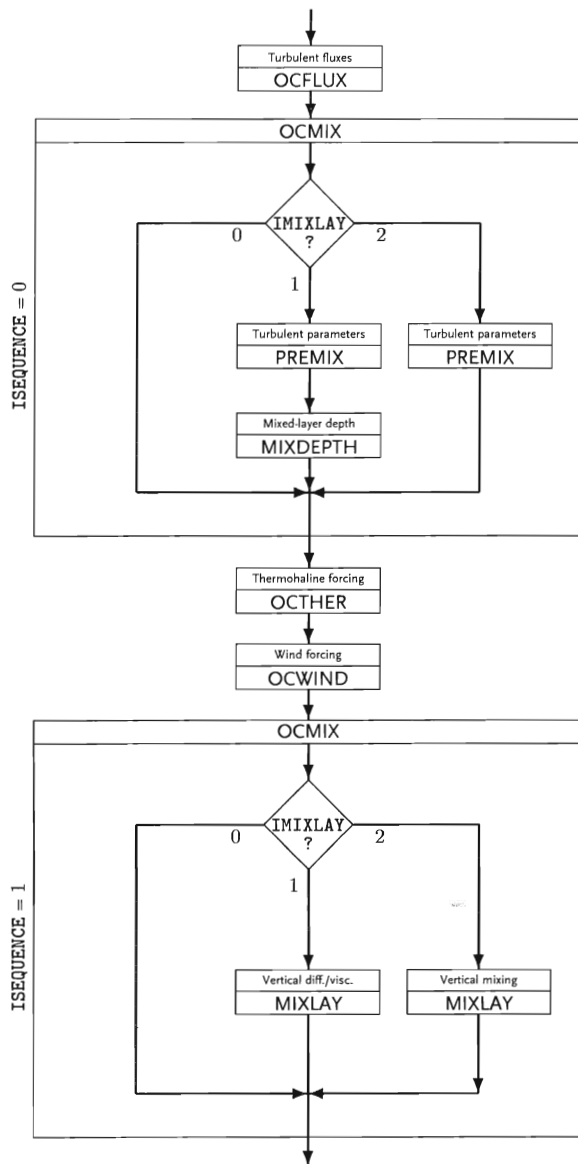 Turbulent fluxes
OCFLUX
OCMIX
ISEQUENCE = 0
IMIXLAY
?
0
2
1
Turbulent parameters
PREMIX
Turbulent parameters
PREMIX
Mixed-layer depth
MIXDEPTH
Thermohaline forcing
OCTHER
Wind forcing
OCWIND
OCMIX
ISEQUENCE = 1
IMIXLAY
?
0
2
1
Vertical diff./visc.
MIXLAY
Vertical mixing
MIXLAY